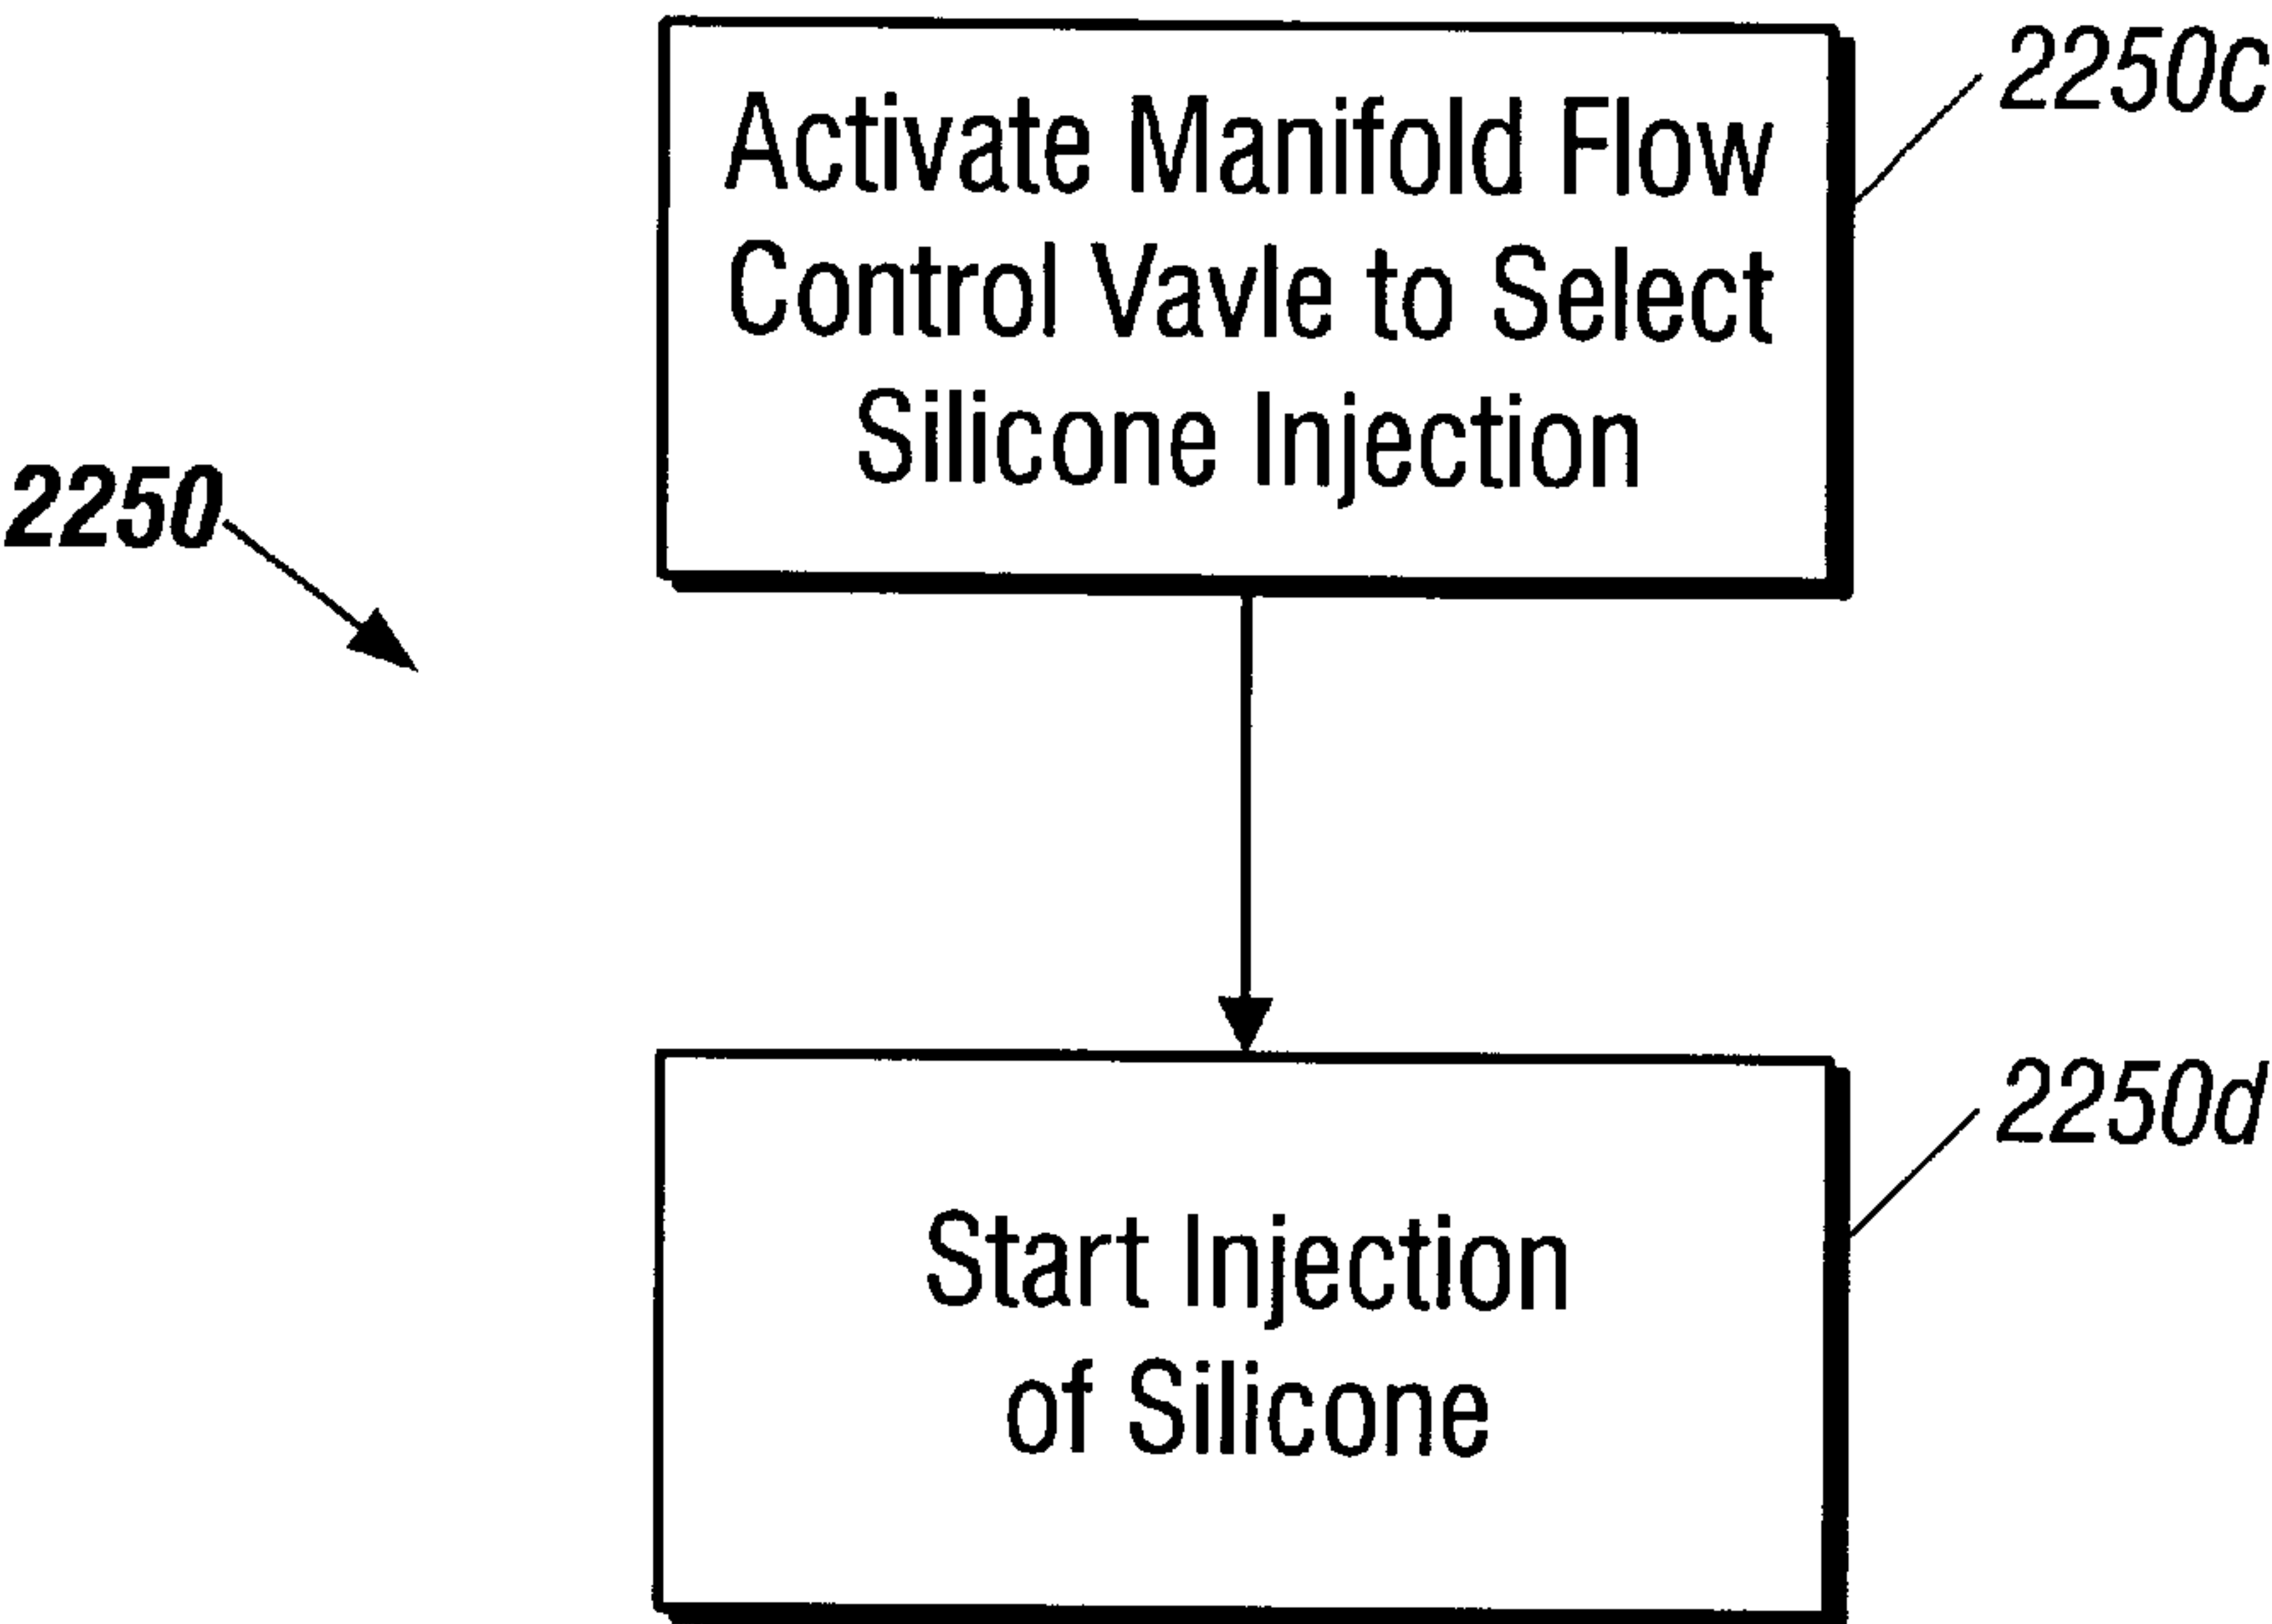 Activate Manifold Flow
Control Vavle to Select
Silicone Injection
2250c
2250
Start Injection
of Silicone
2250d